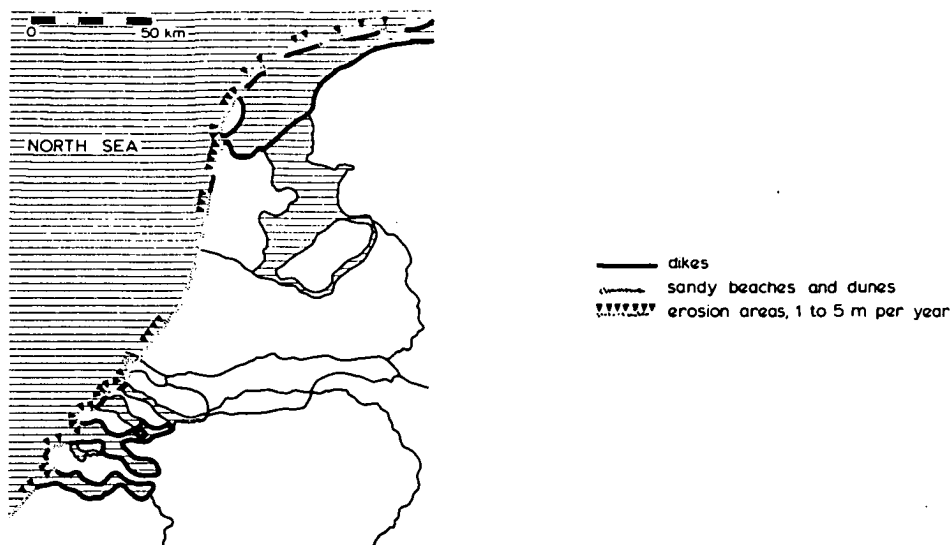 0 50 km
NORTH SEA
dikes
sandy beaches and dunes
erosion areas, 1 to 5 m per year